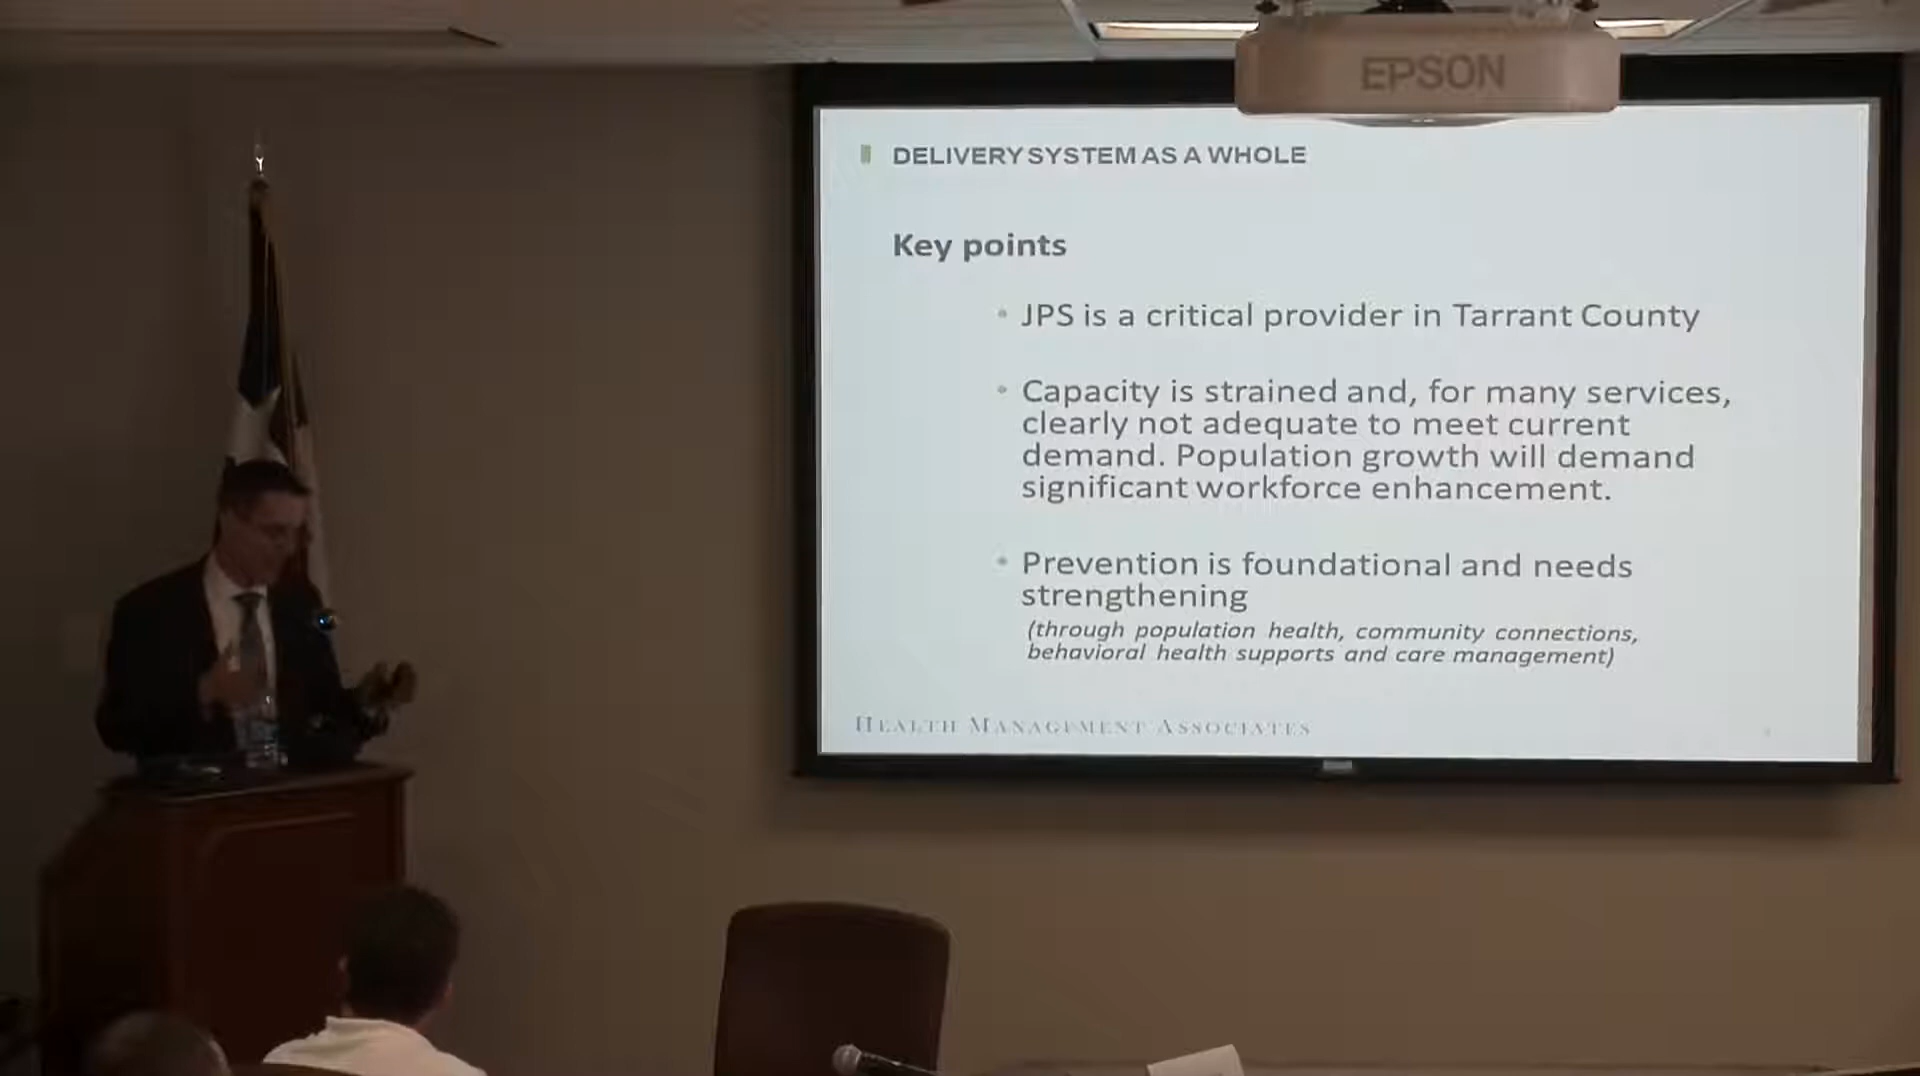 EPSON
DELIVERY SYSTEM AS A WHOLE
Key points
• JPS is a critical provider in Tarrant County
• Capacity is strained and, for many services,
clearly not adequate to meet current
demand. Population growth will demand
significant workforce enhancement.
• Prevention is foundational and needs
strengthening
(through population health, community connections,
behavioral health supports and care management)
HEALTH MANAGEMENT ASSOCIATES